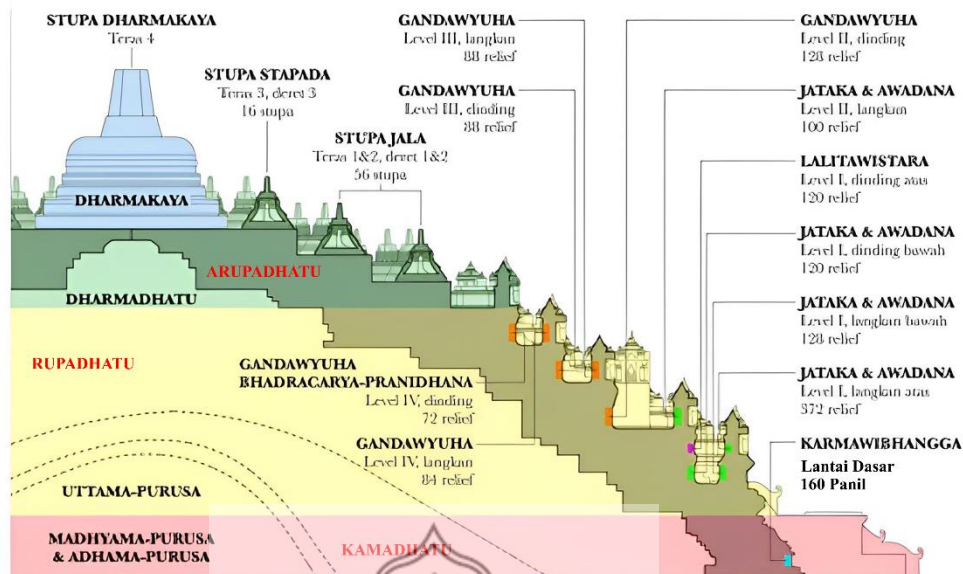 STUPA DHARMAKAYA
Teras 4
STUPA STAPADA
Teras 3, deret 3
16 stupa
STUPA JALA
Teras 1&2, deret 1&2
56 stupa
GANDAWYUHA
Level III, langkan
88 relief
GANDAWYUHA
Level III, dinding
88 relief
GANDAWYUHA
Level II, dinding
128 relief
JATAKA & AWADANA
Level II, langkan
100 relief
LALITAWISTARA
Level I, dinding atas
120 relief
JATAKA & AWADANA
Level I, dinding bawah
120 relief
JATAKA & AWADANA
Level I, langkan bawah
128 relief
JATAKA & AWADANA
Level I, langkan atas
372 relief
KARMAWIBHANGGA
Lantai Dasar
160 Panil
DHARMAKAYA
ARUPADHATU
DHARMADHATU
RUPADHATU
GANDAWYUHA
BHADRACARYA-PRANIDHANA
Level IV, dinding
72 relief
GANDAWYUHA
Level IV, langkan
84 relief
UTTAMA-PURUSA
MADHYAMA-PURUSA
& ADHAMA-PURUSA
KAMADHATU